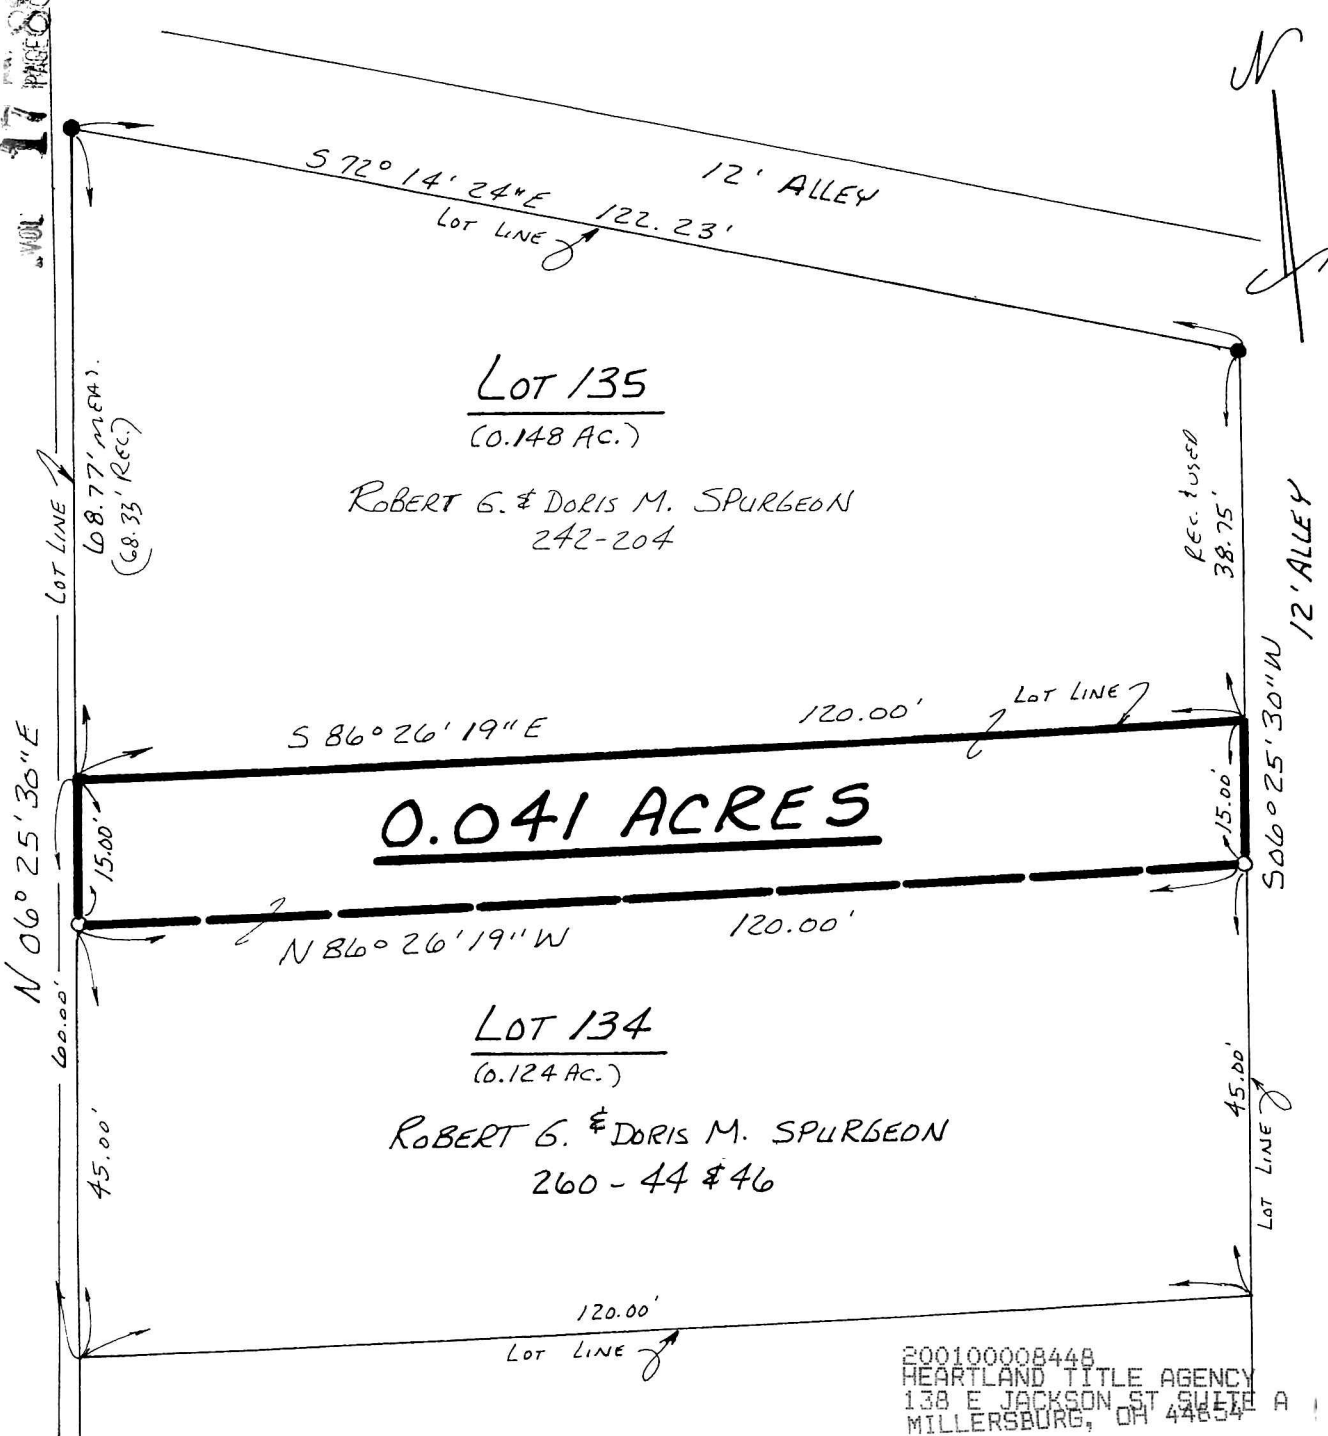 VOL 17 PAGE
N
12' ALLEY
S 72° 14' 24" E 122.23'
LOT LINE
LOT 135
(0.148 AC.)
ROBERT G. & DORIS M. SPURGEON
242-204
68.77' MEAS.
(68.33' REC.)
LOT LINE
REC. & USED
38.75'
12' ALLEY
S 86° 26' 19" E 120.00'
LOT LINE
N 06° 25' 30" E
S 06° 25' 30" W
15.00'
0.041 ACRES
15.00'
N 86° 26' 19" W 120.00'
60.00'
LOT 134
(0.124 AC.)
ROBERT G. & DORIS M. SPURGEON
260 - 44 & 46
45.00'
45.00'
LOT LINE
120.00'
LOT LINE
200100008448
HEARTLAND TITLE AGENCY
138 E JACKSON ST SUITE A
MILLERSBURG, OH 44654